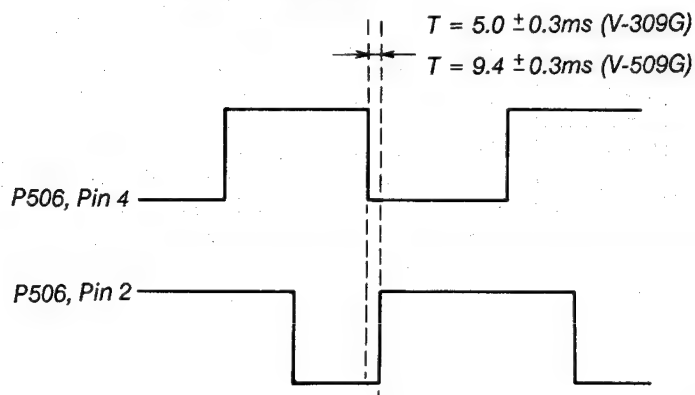 T = 5.0 ± 0.3ms (V-309G)
T = 9.4 ± 0.3ms (V-509G)
P506, Pin 4
P506, Pin 2